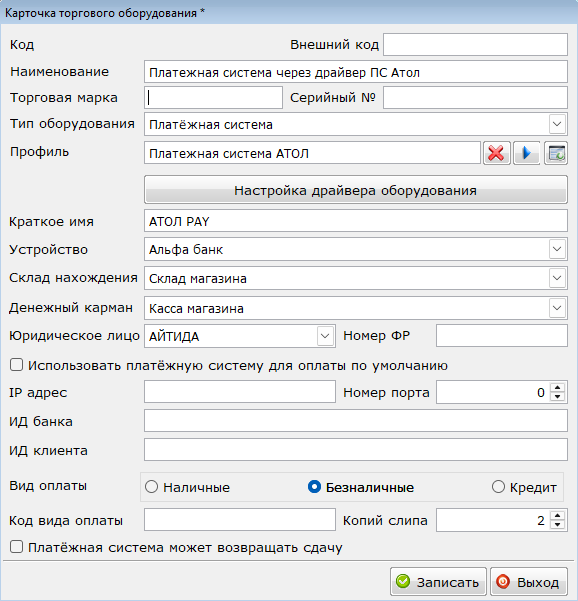 Карточка торгового оборудования *
Код Внешний код
Наименование Платежная система через драйвер ПС Атол
Торговая марка Серийный №
Тип оборудования Платёжная система
Профиль Платежная система АТОЛ
Настройка драйвера оборудования
Краткое имя АТОЛ PAY
Устройство Альфа банк
Склад нахождения Склад магазина
Денежный карман Касса магазина
Юридическое лицо АЙТИДА Номер ФР
Использовать платёжную систему для оплаты по умолчанию
IP адрес Номер порта 0
ИД банка
ИД клиента
Вид оплаты Наличные Безналичные Кредит
Код вида оплаты Копий слипа 2
Платёжная система может возвращать сдачу
Записать Выход